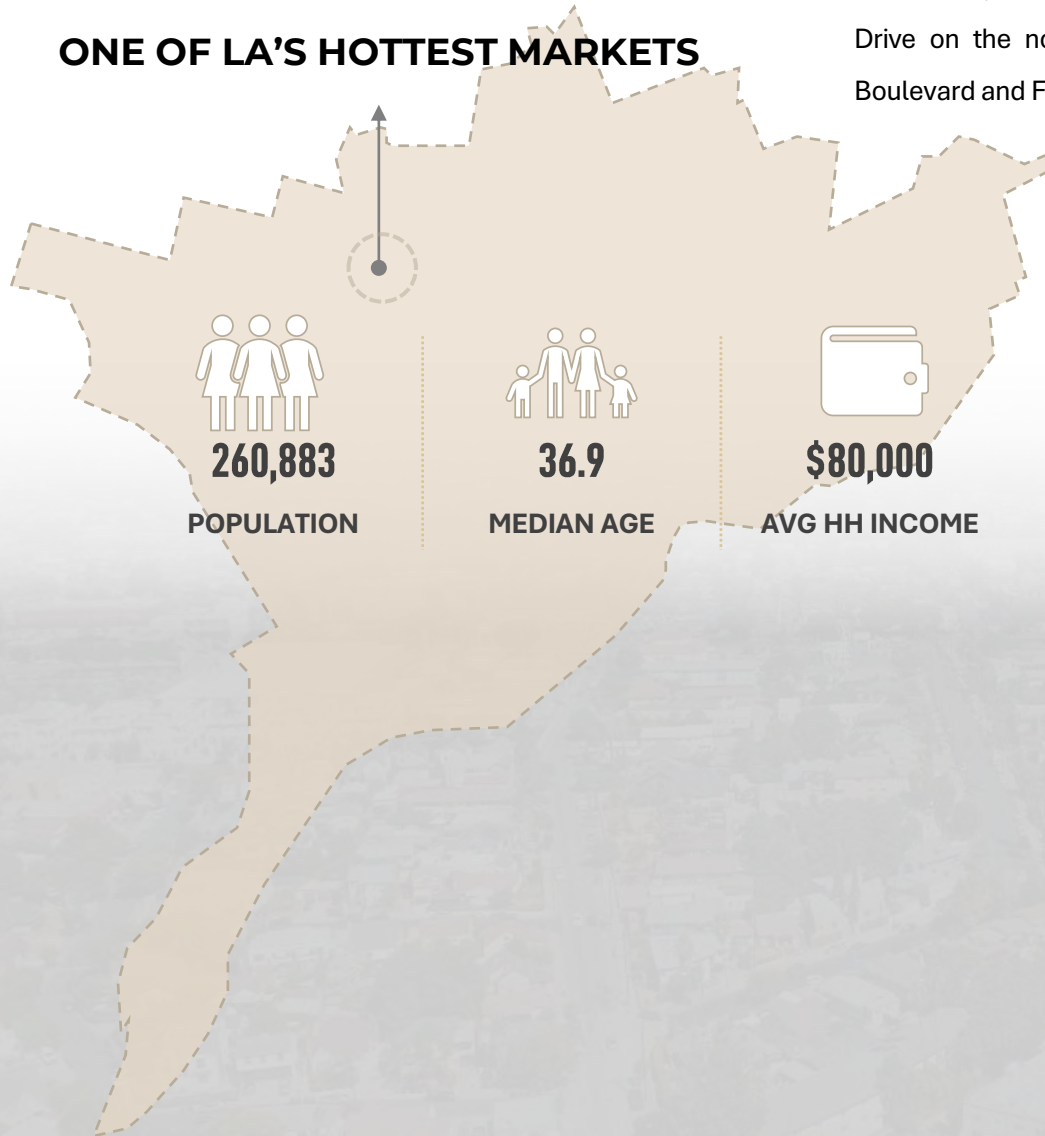 ONE OF LA'S HOTTEST MARKETS
Drive on the
Boulevard and
260,883
POPULATION
36.9
MEDIAN AGE
$80,000
AVG HH INCOME